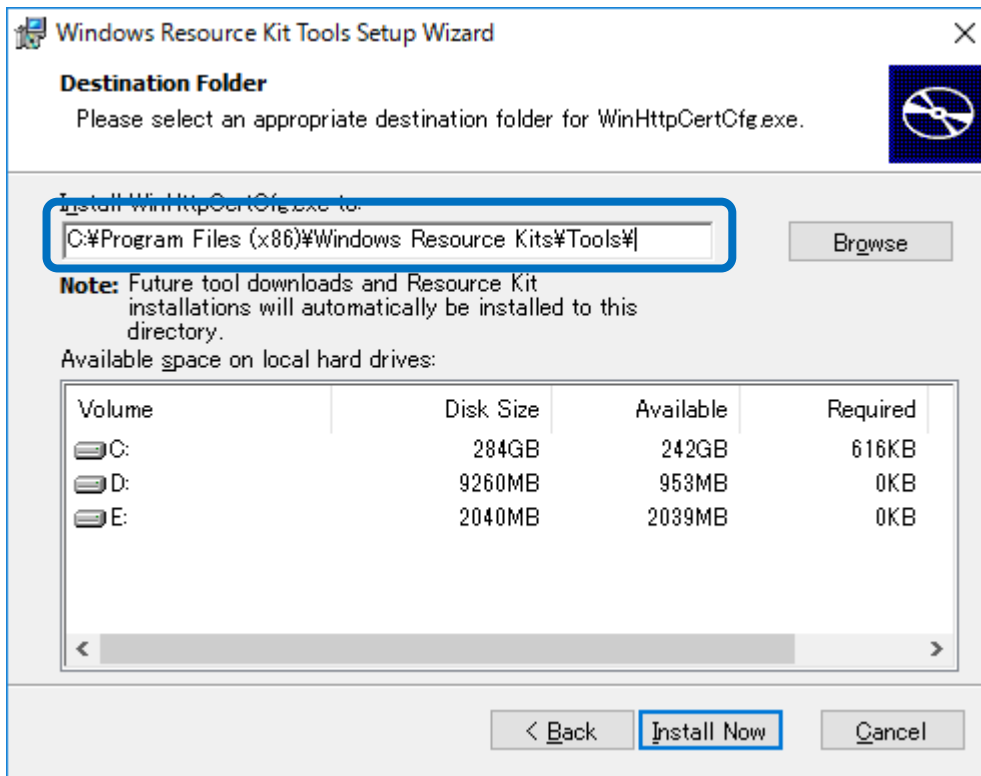 Windows Resource Kit Tools Setup Wizard
Destination Folder
Please select an appropriate destination folder for WinHttpCertCfg.exe.
Install WinHttpCertCfg.exe to:
C:¥Program Files (x86)¥Windows Resource Kits¥Tools¥
Browse
Note: Future tool downloads and Resource Kit
installations will automatically be installed to this
directory.
Available space on local hard drives:
Volume Disk Size Available Required
C: 284GB 242GB 616KB
D: 9260MB 953MB 0KB
E: 2040MB 2039MB 0KB
< Back Install Now Cancel